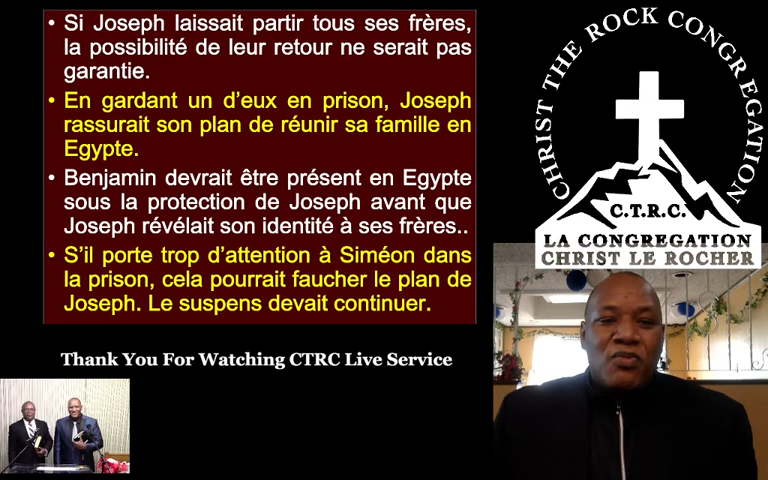 • Si Joseph laissait partir tous ses frères,
la possibilité de leur retour ne serait pas
garantie.
• En gardant un d'eux en prison, Joseph
rassurait son plan de réunir sa famille en
Egypte.
• Benjamin devrait être présent en Egypte
sous la protection de Joseph avant que
Joseph révélait son identité à ses frères..
• S'il porte trop d'attention à Siméon dans
la prison, cela pourrait faucher le plan de
Joseph. Le suspens devait continuer.
CHRIST THE ROCK CONGREGATION
C.T.R.C.
LA CONGREGATION
CHRIST LE ROCHER
Thank You For Watching CTRC Live Service